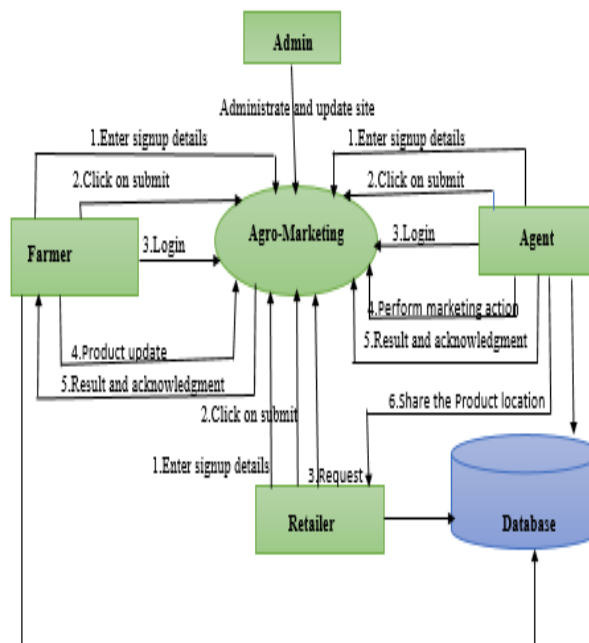 Admin
Administrate and update site
1.Enter signup details
1.Enter signup details
2.Click on submit
2.Click on submit
Farmer
3.Login
Agro-Marketing
3.Login
Agent
4.Product update
4.Perform marketing action
5.Result and acknowledgment
5.Result and acknowledgment
2.Click on submit
6.Share the Product location
1.Enter signup details
3.Request
Retailer
Database